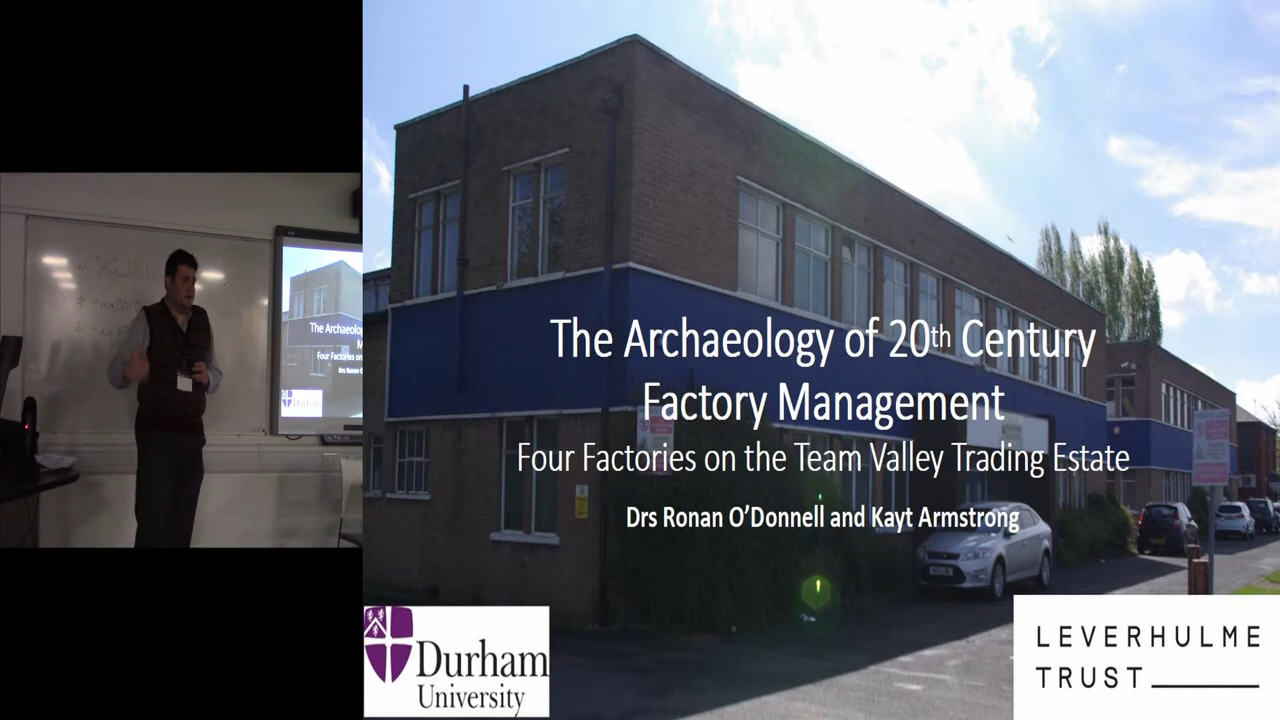 The Archaeology of 20th Century
Factory Management
Four Factories on the Team Valley Trading Estate
Drs Ronan O'Donnell and Kayt Armstrong
Durham
University
LEVERHULME
TRUST